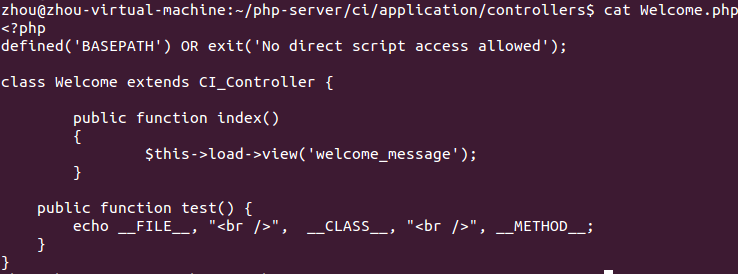 zhou@zhou-virtual-machine:~/php-server/ci/application/controllers$ cat Welcome.php
<?php
defined('BASEPATH') OR exit('No direct script access allowed');
class Welcome extends CI_Controller {
public function index()
{
$this->load->view('welcome_message');
}
public function test() {
echo __FILE__, "<br />",  __CLASS__, "<br />", __METHOD__;
}
}